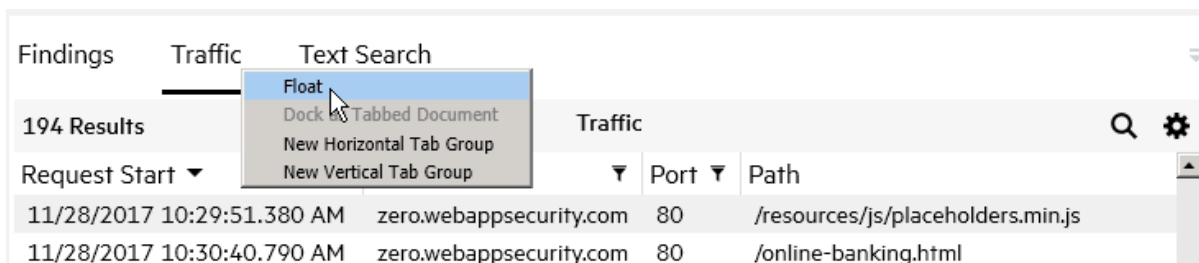 Findings Traffic Text Search
Float
Dock Tabbed Document
194 Results Traffic
New Horizontal Tab Group
Request Start New Vertical Tab Group Port Path
11/28/2017 10:29:51.380 AM zero.webappsecurity.com 80 /resources/js/placeholders.min.js
11/28/2017 10:30:40.790 AM zero.webappsecurity.com 80 /online-banking.html